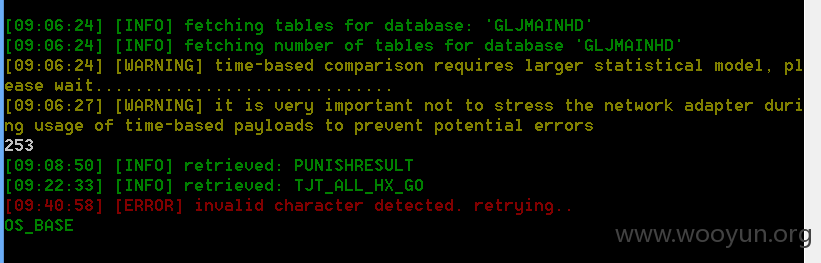 [09:06:24] [INFO] fetching tables for database: 'GLJMAINHD'
[09:06:24] [INFO] fetching number of tables for database 'GLJMAINHD'
[09:06:24] [WARNING] time-based comparison requires larger statistical model, pl
ease wait..............................
[09:06:27] [WARNING] it is very important not to stress the network adapter duri
ng usage of time-based payloads to prevent potential errors
253
[09:08:50] [INFO] retrieved: PUNISHRESULT
[09:22:33] [INFO] retrieved: TJT_ALL_HX_GO
[09:40:58] [ERROR] invalid character detected. retrying..
OS_BASE
www.wooyun.org